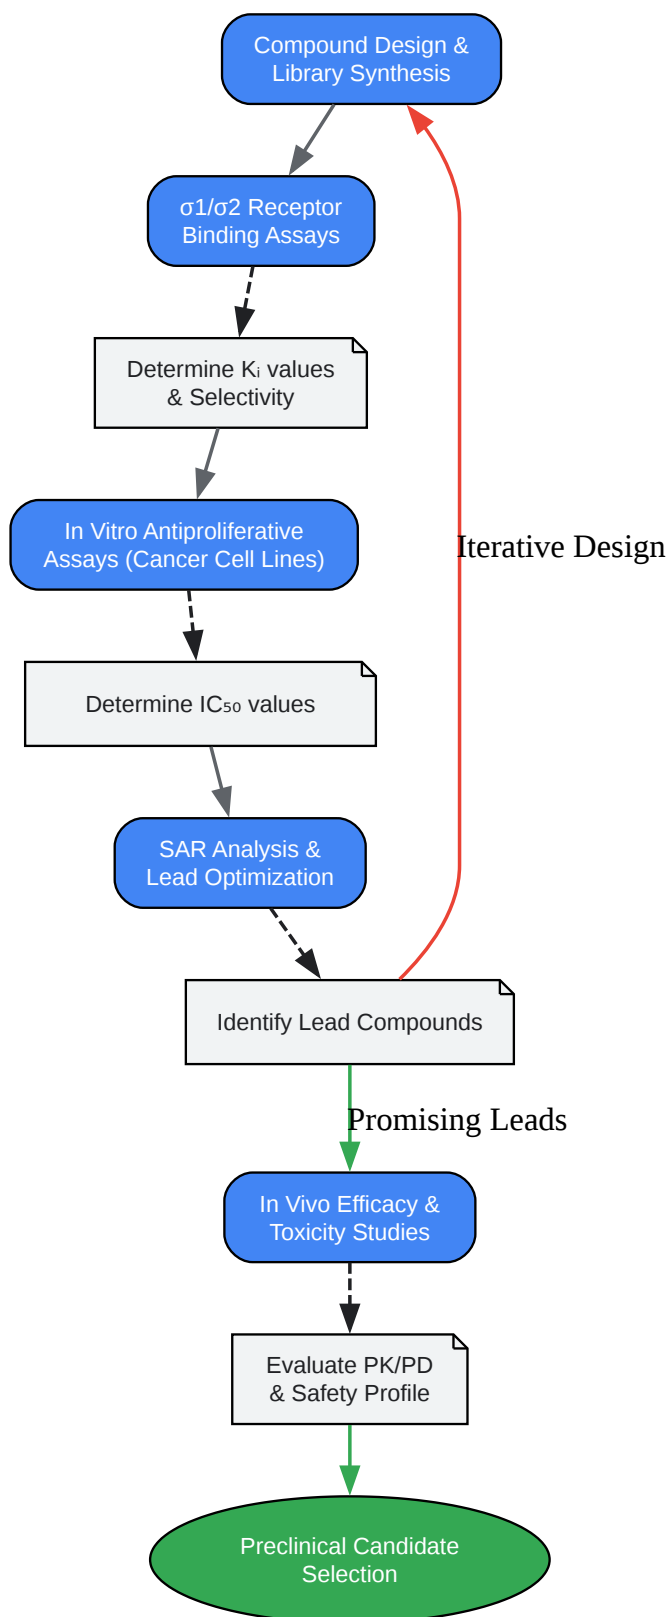 Compound Design &
Library Synthesis
σ1/σ2 Receptor
Binding Assays
Determine Kᵢ values
& Selectivity
In Vitro Antiproliferative
Assays (Cancer Cell Lines)
Iterative Design
Determine IC₅₀ values
SAR Analysis &
Lead Optimization
Identify Lead Compounds
Promising Leads
In Vivo Efficacy &
Toxicity Studies
Evaluate PK/PD
& Safety Profile
Preclinical Candidate
Selection